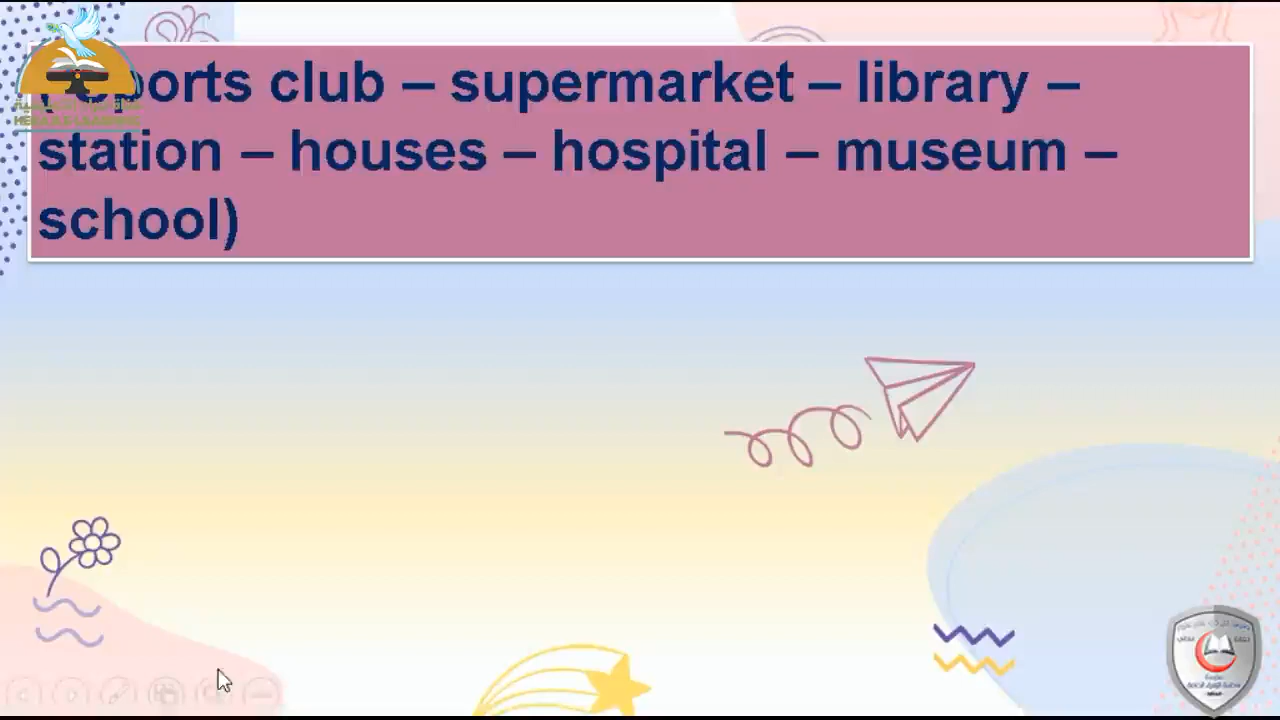 ports club – supermarket – library –
station – houses – hospital – museum –
school)